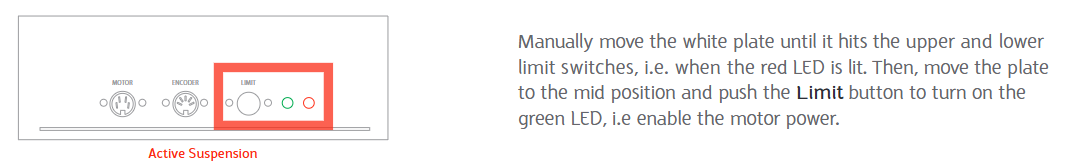 MOTOR
ENCODER
LIMIT
Active Suspension
Manually move the white plate until it hits the upper and lower
limit switches, i.e. when the red LED is lit. Then, move the plate
to the mid position and push the Limit button to turn on the
green LED, i.e enable the motor power.